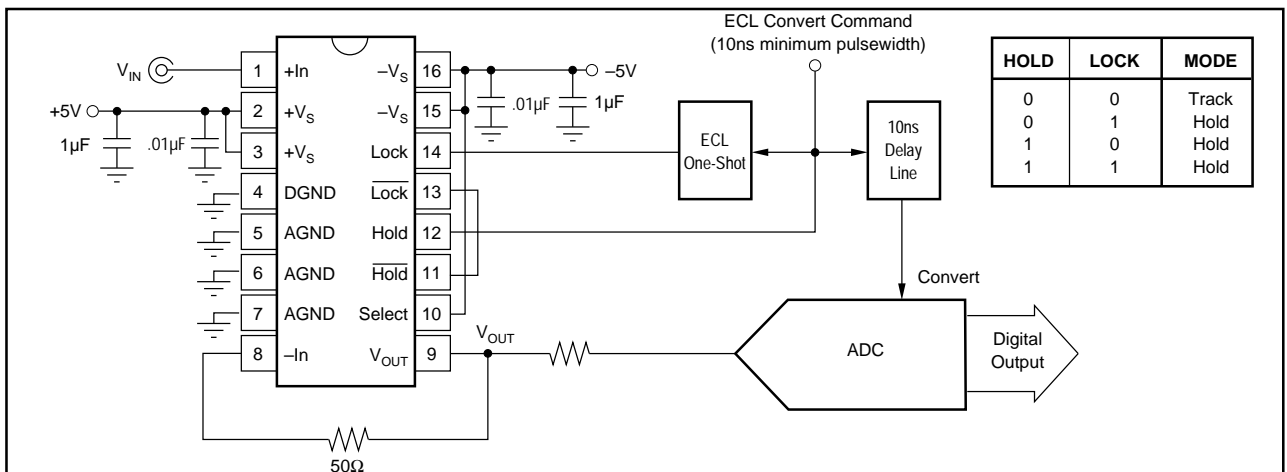 ECL Convert Command
(10ns minimum pulsewidth)
HOLD LOCK MODE
0 0 Track
0 1 Hold
1 0 Hold
1 1 Hold
V_IN
1 +In
–V_S 16
–5V
+5V
2 +V_S
–V_S 15
.01µF
1µF
1µF
.01µF
3 +V_S
Lock 14
ECL
One-Shot
10ns
Delay
Line
4 DGND
L̅o̅c̅k̅ 13
5 AGND
Hold 12
6 AGND
H̅o̅l̅d̅ 11
Convert
7 AGND
Select 10
8 –In
V_OUT 9
V_OUT
ADC
Digital
Output
50Ω